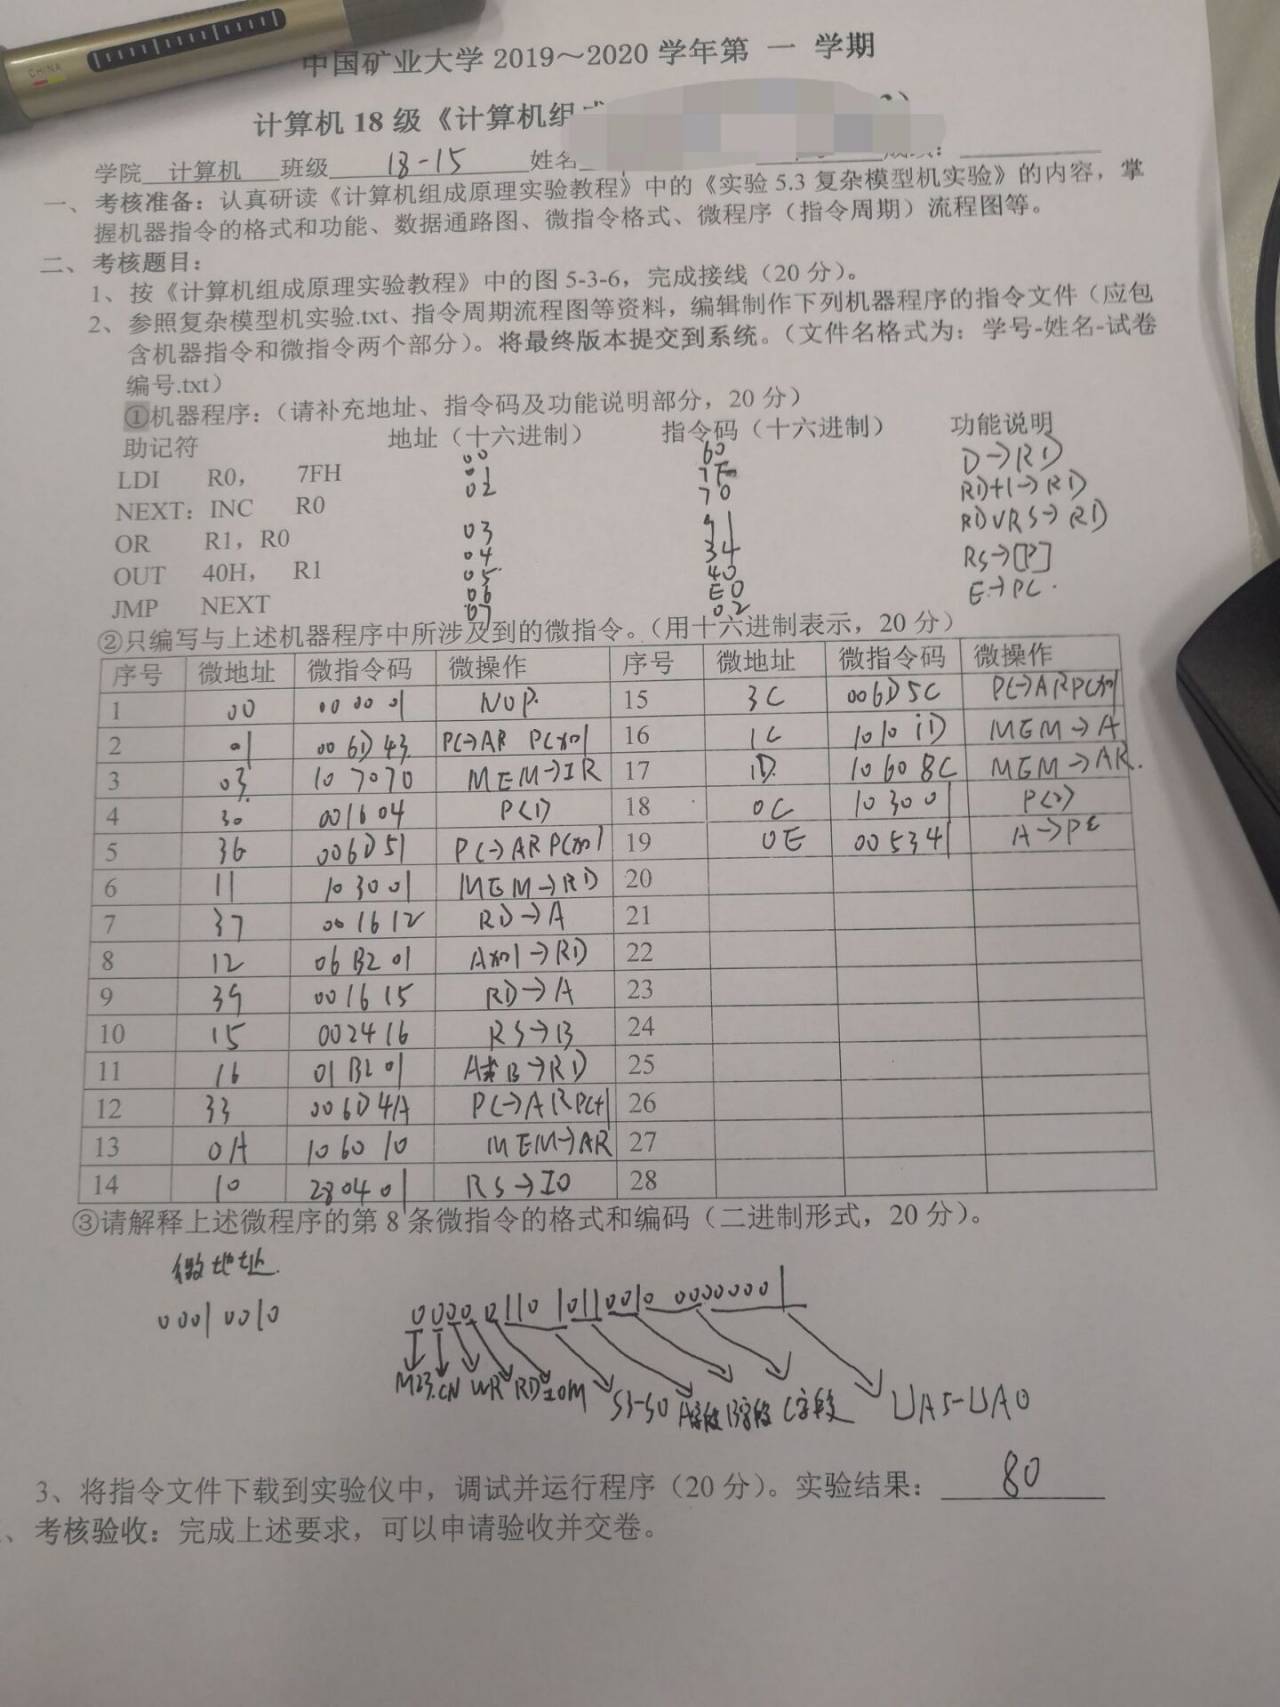 CHINA
中国矿业大学 2019～2020 学年第 一 学期
计算机 18 级《计算机组
学院 计算机 班级 18-15 姓名
一、考核准备：认真研读《计算机组成原理实验教程》中的《实验 5.3 复杂模型机实验》的内容，掌
握机器指令的格式和功能、数据通路图、微指令格式、微程序（指令周期）流程图等。
二、考核题目：
1、按《计算机组成原理实验教程》中的图 5-3-6，完成接线（20 分）。
2、参照复杂模型机实验.txt、指令周期流程图等资料，编辑制作下列机器程序的指令文件（应包
含机器指令和微指令两个部分）。将最终版本提交到系统。（文件名格式为：学号-姓名-试卷
编号.txt）
①机器程序：（请补充地址、指令码及功能说明部分，20 分）
助记符 地址（十六进制） 指令码（十六进制） 功能说明
LDI R0, 7FH 00 60 D→RD
01 7F
NEXT: INC R0 02 70 RD+1→RD
OR R1, R0 03 91 RD∨RS→RD
OUT 40H, R1 04 34 RS→[P]
05 40
JMP NEXT 06 E0 E→PC.
07 02
②只编写与上述机器程序中所涉及到的微指令。（用十六进制表示，20 分）
序号 微地址 微指令码 微操作 序号 微地址 微指令码 微操作
1 00 000001 NOP. 15 3C 006D5C PC→AR PC加1
2 01 006D43 PC→AR PC加1 16 1C 10101D MEM→A
3 03 107070 MEM→IR 17 1D 10608C MEM→AR.
4 30 001604 P<1> 18 0C 103001 P<2>
5 36 006D51 PC→AR PC加1 19 0E 005341 A→PC
6 11 103001 MEM→RD 20
7 37 001612 RD→A 21
8 12 06B201 A加1→RD 22
9 39 001615 RD→A 23
10 15 002416 RS→B 24
11 16 01B201 B→RD 25
12 33 006D4A PC→AR PC+1 26
13 0A 106010 MEM→AR 27
14 10 280401 RS→IO 28
③请解释上述微程序的第 8 条微指令的格式和编码（二进制形式，20 分）。
微地址.
00010010 0000 0110 1011 0010 00000001
M23 CN WR RD IOM S3-S0 A字段 B字段 C字段 UA5-UA0
3、将指令文件下载到实验仪中，调试并运行程序（20 分）。实验结果： 80
、考核验收：完成上述要求，可以申请验收并交卷。